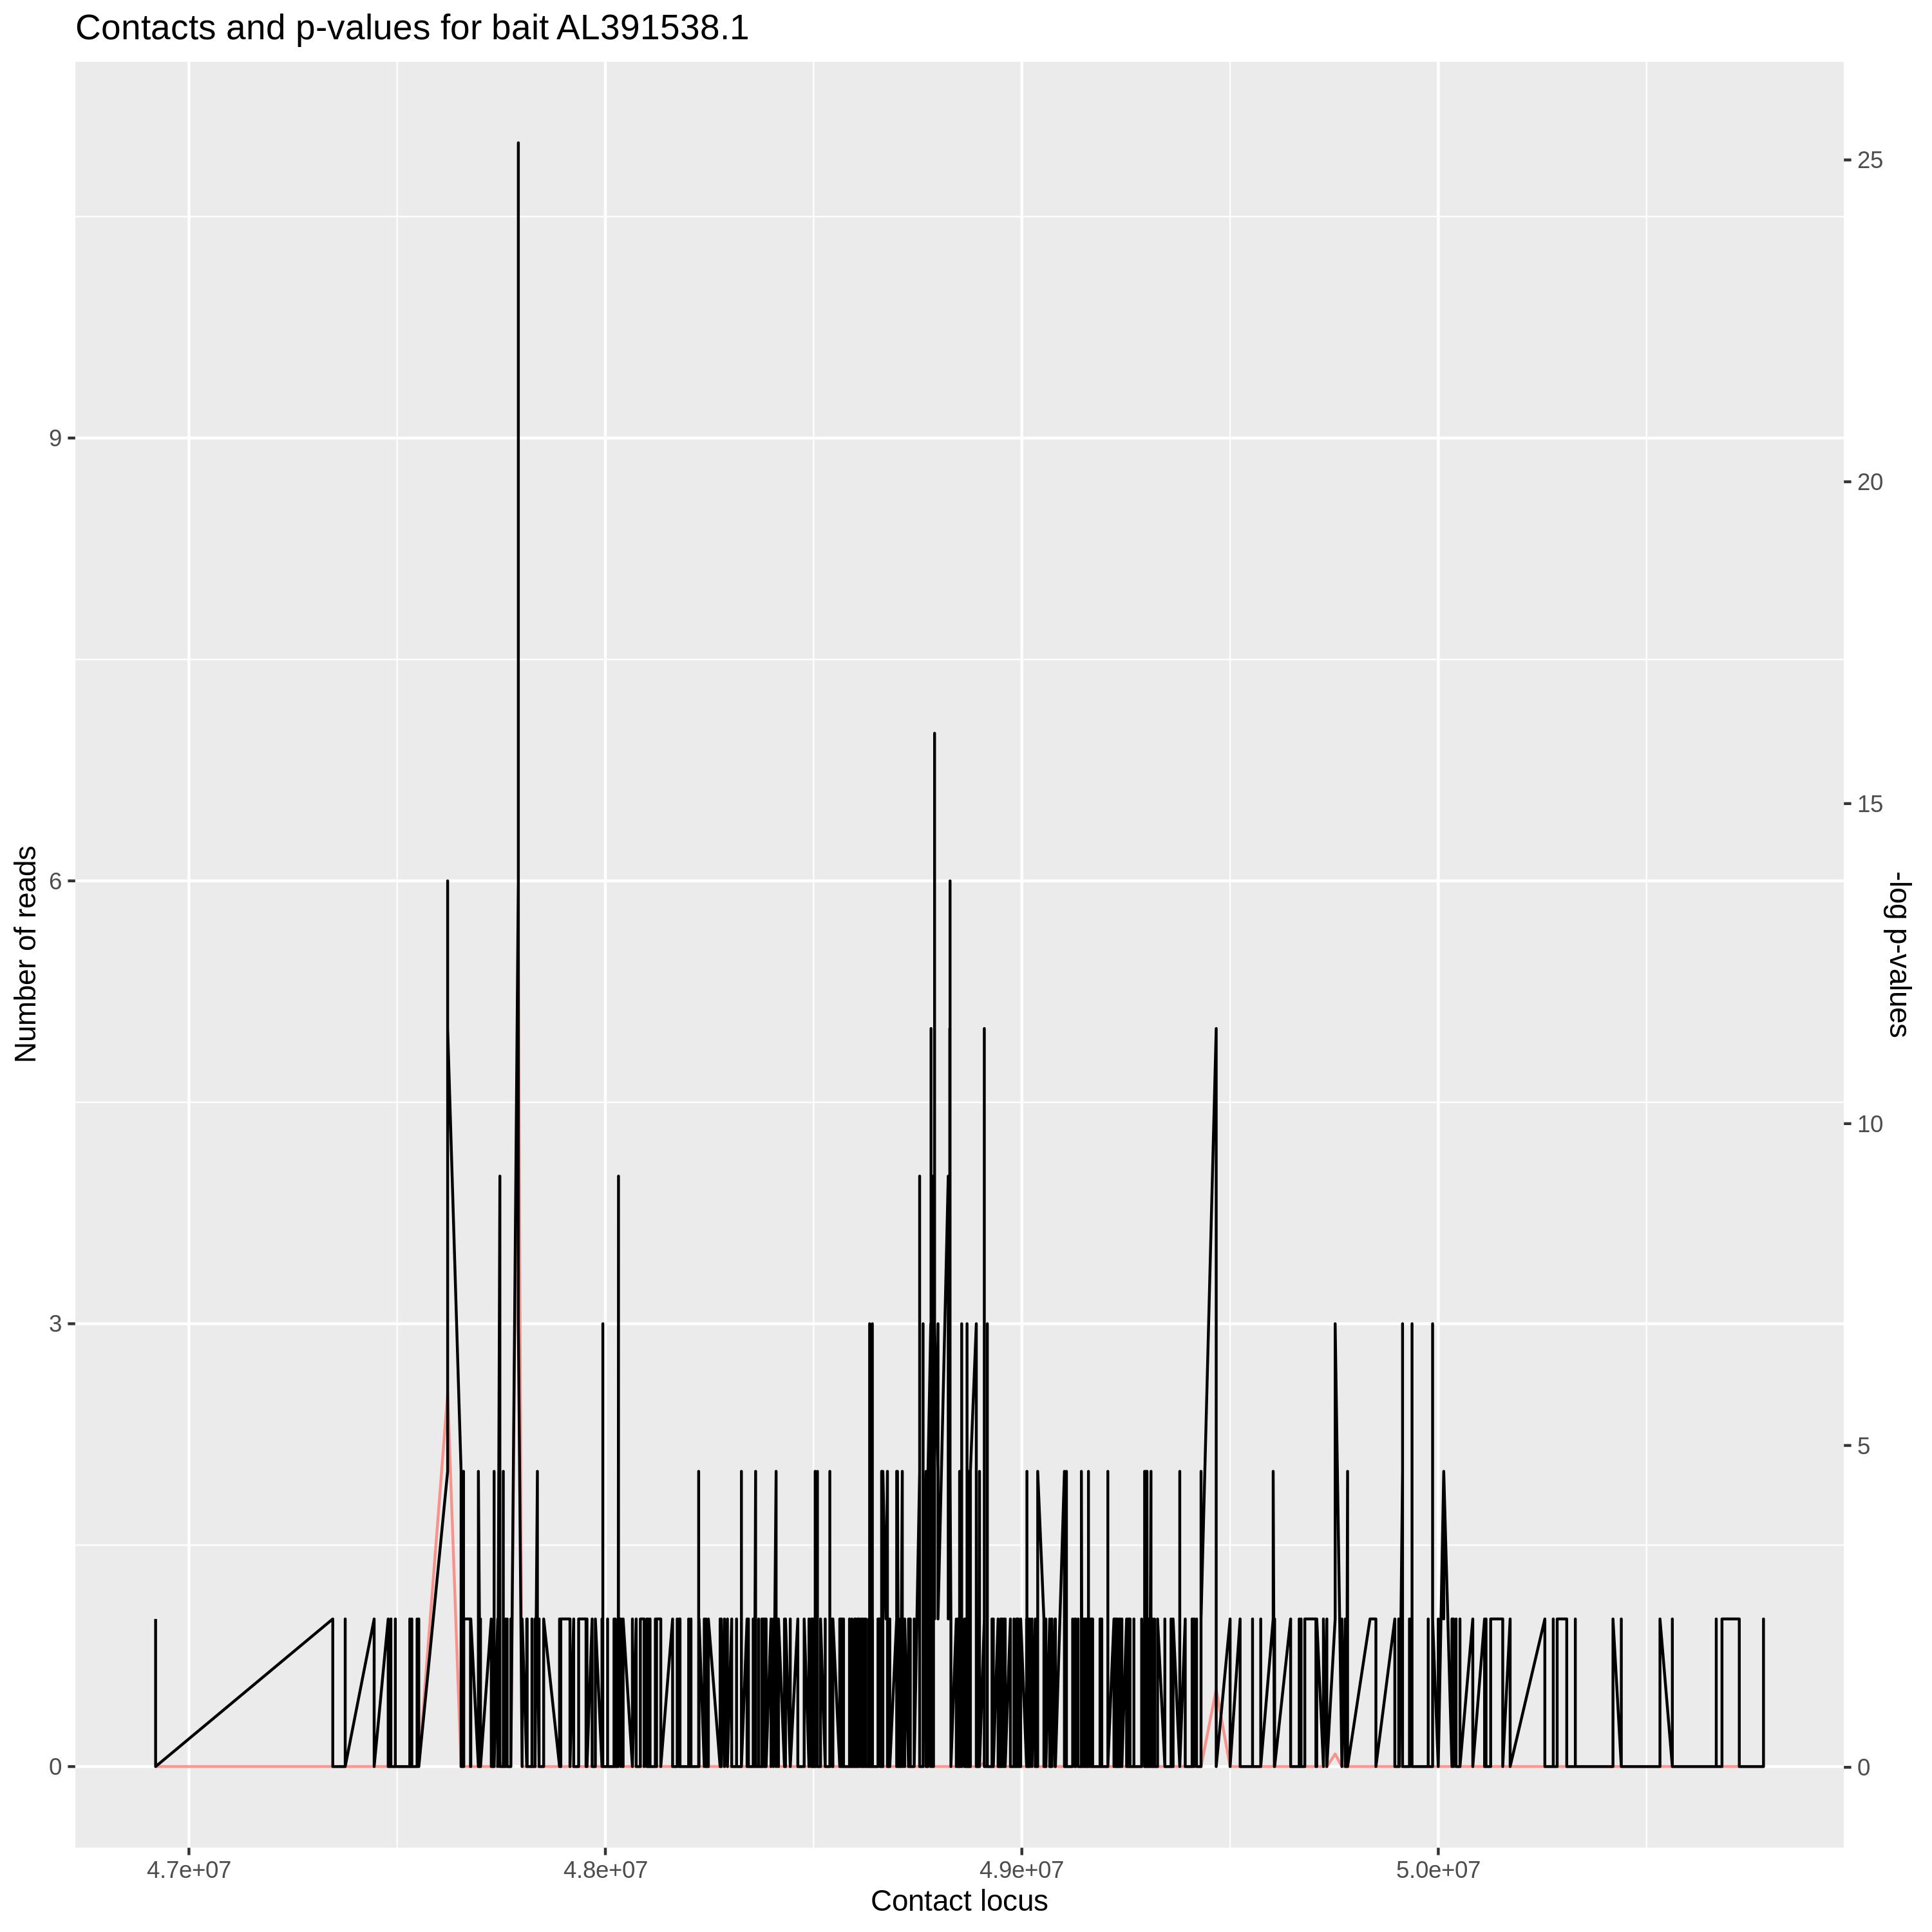 Contacts and p-values for bait AL391538.1
Number of reads
9
6
3
0
25
20
15
10
5
0
-log p-values
4.7e+07 4.8e+07 4.9e+07 5.0e+07
Contact locus